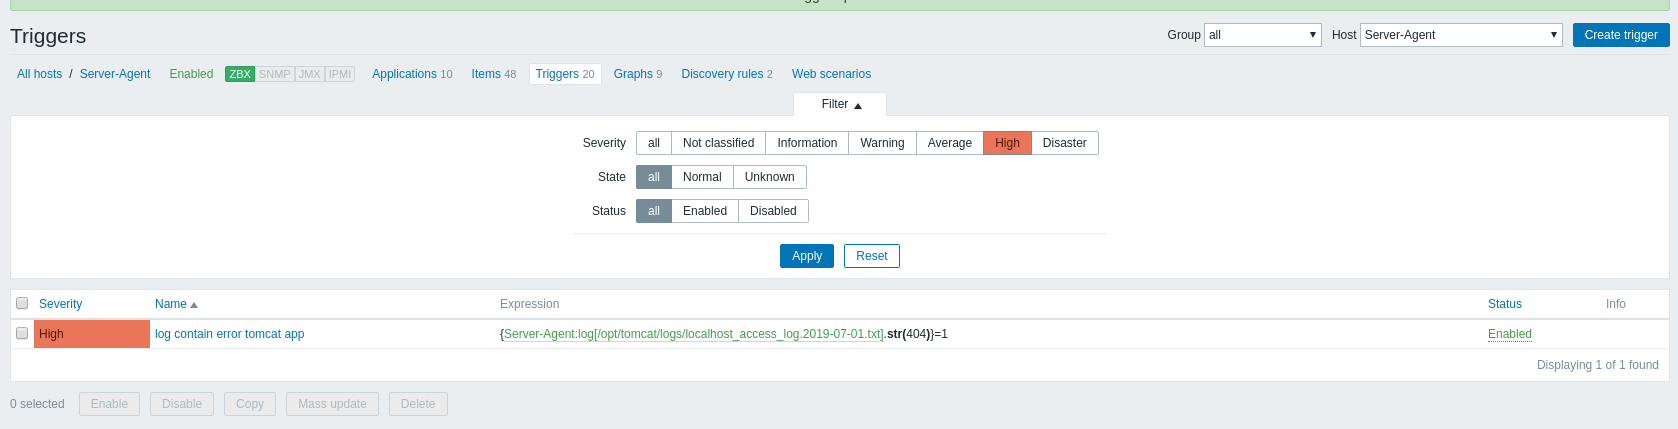 Triggers
Group all Host Server-Agent Create trigger
All hosts / Server-Agent Enabled ZBX SNMP JMX IPMI Applications 10 Items 48 Triggers 20 Graphs 9 Discovery rules 2 Web scenarios
Filter
Severity all Not classified Information Warning Average High Disaster
State all Normal Unknown
Status all Enabled Disabled
Apply Reset
Severity Name Expression Status Info
High log contain error tomcat app {Server-Agent:log[/opt/tomcat/logs/localhost_access_log.2019-07-01.txt].str(404)}=1 Enabled
Displaying 1 of 1 found
0 selected Enable Disable Copy Mass update Delete